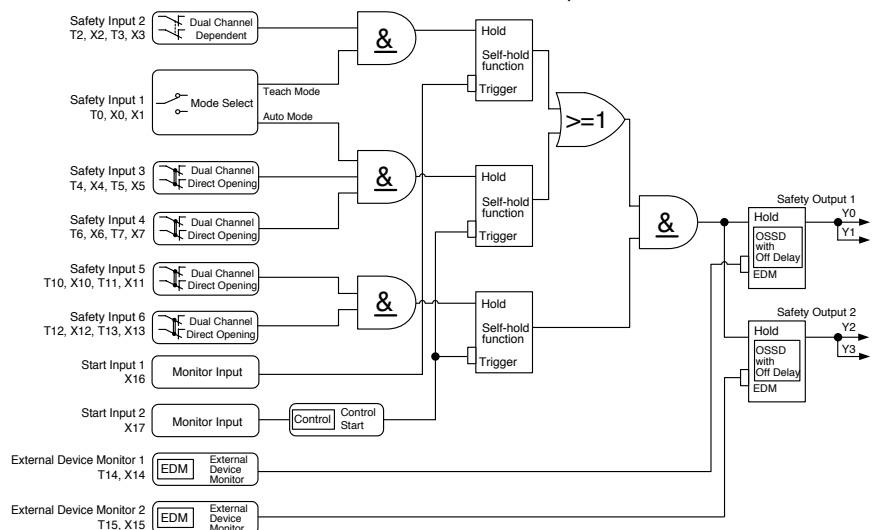 Safety Input 2
T2, X2, T3, X3
Dual Channel
Dependent
&
Hold
Self-hold
function
Trigger
Safety Input 1
T0, X0, X1
Mode Select
Teach Mode
Auto Mode
>=1
Safety Input 3
T4, X4, T5, X5
Dual Channel
Direct Opening
&
Hold
Self-hold
function
Trigger
Safety Input 4
T6, X6, T7, X7
Dual Channel
Direct Opening
&
Safety Output 1
Hold
OSSD
with
Off Delay
EDM
Y0
Y1
Safety Input 5
T10, X10, T11, X11
Dual Channel
Direct Opening
&
Hold
Self-hold
function
Trigger
Safety Input 6
T12, X12, T13, X13
Dual Channel
Direct Opening
Safety Output 2
Hold
OSSD
with
Off Delay
EDM
Y2
Y3
Start Input 1
X16
Monitor Input
Start Input 2
X17
Monitor Input
Control
Control
Start
External Device Monitor 1
T14, X14
EDM
External
Device
Monitor
External Device Monitor 2
T15, X15
EDM
External
Device
Monitor